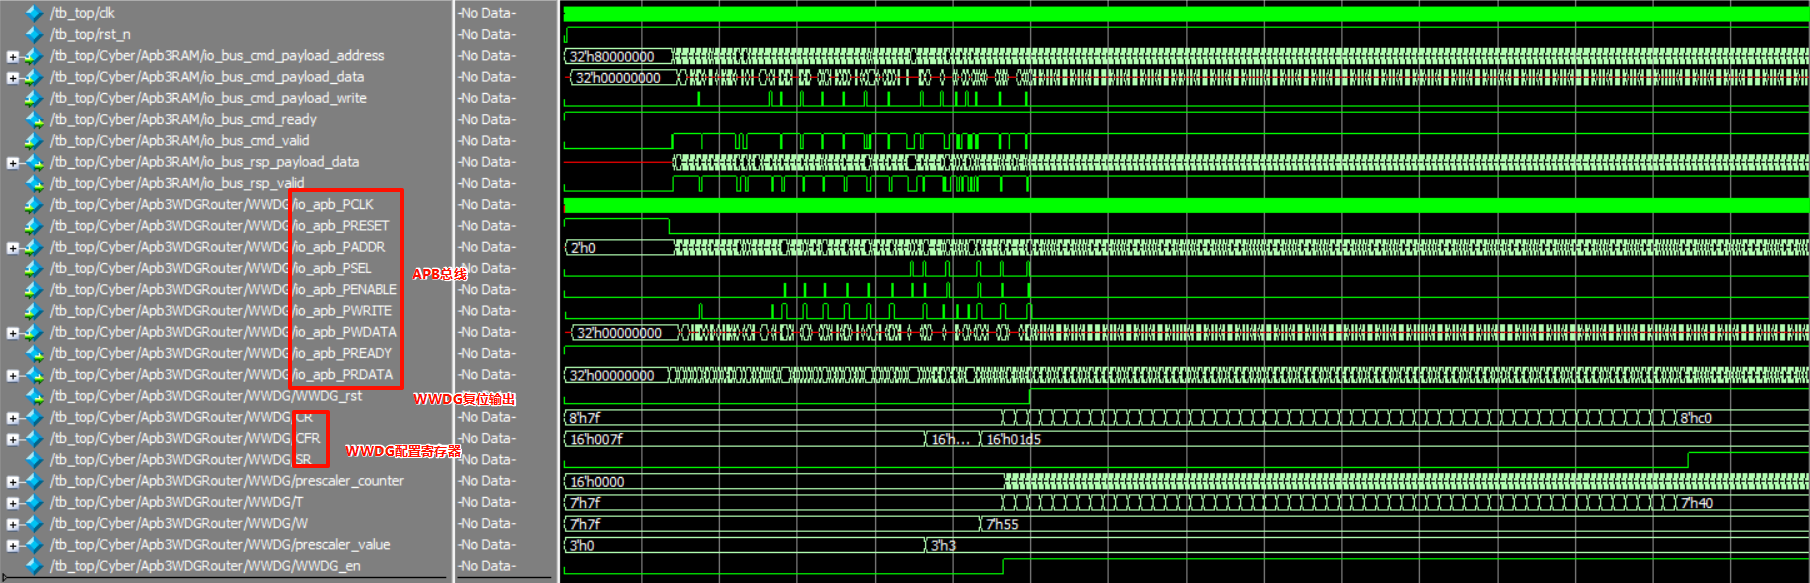 /tb_top/clk -No Data-
/tb_top/rst_n -No Data-
/tb_top/Cyber/Apb3RAM/io_bus_cmd_payload_address -No Data- 32'h80000000
/tb_top/Cyber/Apb3RAM/io_bus_cmd_payload_data -No Data- 32'h00000000
/tb_top/Cyber/Apb3RAM/io_bus_cmd_payload_write -No Data-
/tb_top/Cyber/Apb3RAM/io_bus_cmd_ready -No Data-
/tb_top/Cyber/Apb3RAM/io_bus_cmd_valid -No Data-
/tb_top/Cyber/Apb3RAM/io_bus_rsp_payload_data -No Data-
/tb_top/Cyber/Apb3RAM/io_bus_rsp_valid -No Data-
/tb_top/Cyber/Apb3WDGRouter/WWDG/io_apb_PCLK -No Data-
/tb_top/Cyber/Apb3WDGRouter/WWDG/io_apb_PRESET -No Data-
/tb_top/Cyber/Apb3WDGRouter/WWDG/io_apb_PADDR -No Data- 2'h0
/tb_top/Cyber/Apb3WDGRouter/WWDG/io_apb_PSEL APB总线 -No Data-
/tb_top/Cyber/Apb3WDGRouter/WWDG/io_apb_PENABLE -No Data-
/tb_top/Cyber/Apb3WDGRouter/WWDG/io_apb_PWRITE -No Data-
/tb_top/Cyber/Apb3WDGRouter/WWDG/io_apb_PWDATA -No Data- 32'h00000000
/tb_top/Cyber/Apb3WDGRouter/WWDG/io_apb_PREADY -No Data-
/tb_top/Cyber/Apb3WDGRouter/WWDG/io_apb_PRDATA -No Data- 32'h00000000
/tb_top/Cyber/Apb3WDGRouter/WWDG/WWDG_rst WWDG复位输出 -No Data-
/tb_top/Cyber/Apb3WDGRouter/WWDG/CR -No Data- 8'h7f 8'hc0
/tb_top/Cyber/Apb3WDGRouter/WWDG/CFR WWDG配置寄存器 -No Data- 16'h007f 16'h... 16'h01d5
/tb_top/Cyber/Apb3WDGRouter/WWDG/SR -No Data-
/tb_top/Cyber/Apb3WDGRouter/WWDG/prescaler_counter -No Data- 16'h0000
/tb_top/Cyber/Apb3WDGRouter/WWDG/T -No Data- 7'h7f 7'h40
/tb_top/Cyber/Apb3WDGRouter/WWDG/W -No Data- 7'h7f 7'h55
/tb_top/Cyber/Apb3WDGRouter/WWDG/prescaler_value -No Data- 3'h0 3'h3
/tb_top/Cyber/Apb3WDGRouter/WWDG/WWDG_en -No Data-